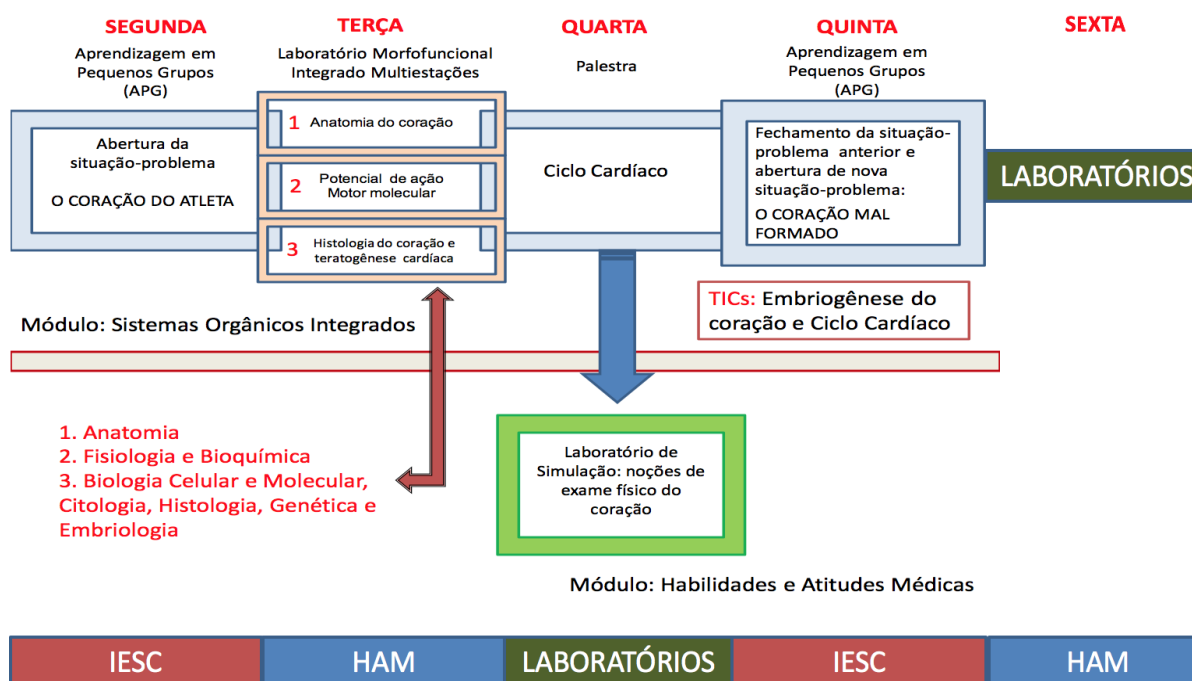 SEGUNDA
Aprendizagem em
Pequenos Grupos
(APG)
TERÇA
Laboratório Morfofuncional
Integrado Multiestações
QUARTA
Palestra
QUINTA
Aprendizagem em
Pequenos Grupos
(APG)
SEXTA
Abertura da
situação-problema
O CORAÇÃO DO ATLETA
1 Anatomia do coração
2 Potencial de ação
Motor molecular
3 Histologia do coração e
teratogênese cardíaca
Ciclo Cardíaco
Fechamento da situação-
problema anterior e
abertura de nova
situação-problema:
O CORAÇÃO MAL
FORMADO
LABORATÓRIOS
Módulo: Sistemas Orgânicos Integrados
TICs: Embriogênese do
coração e Ciclo Cardíaco
1. Anatomia
2. Fisiologia e Bioquímica
3. Biologia Celular e Molecular,
Citologia, Histologia, Genética e
Embriologia
Laboratório de
Simulação: noções de
exame físico do
coração
Módulo: Habilidades e Atitudes Médicas
IESC
HAM
LABORATÓRIOS
IESC
HAM